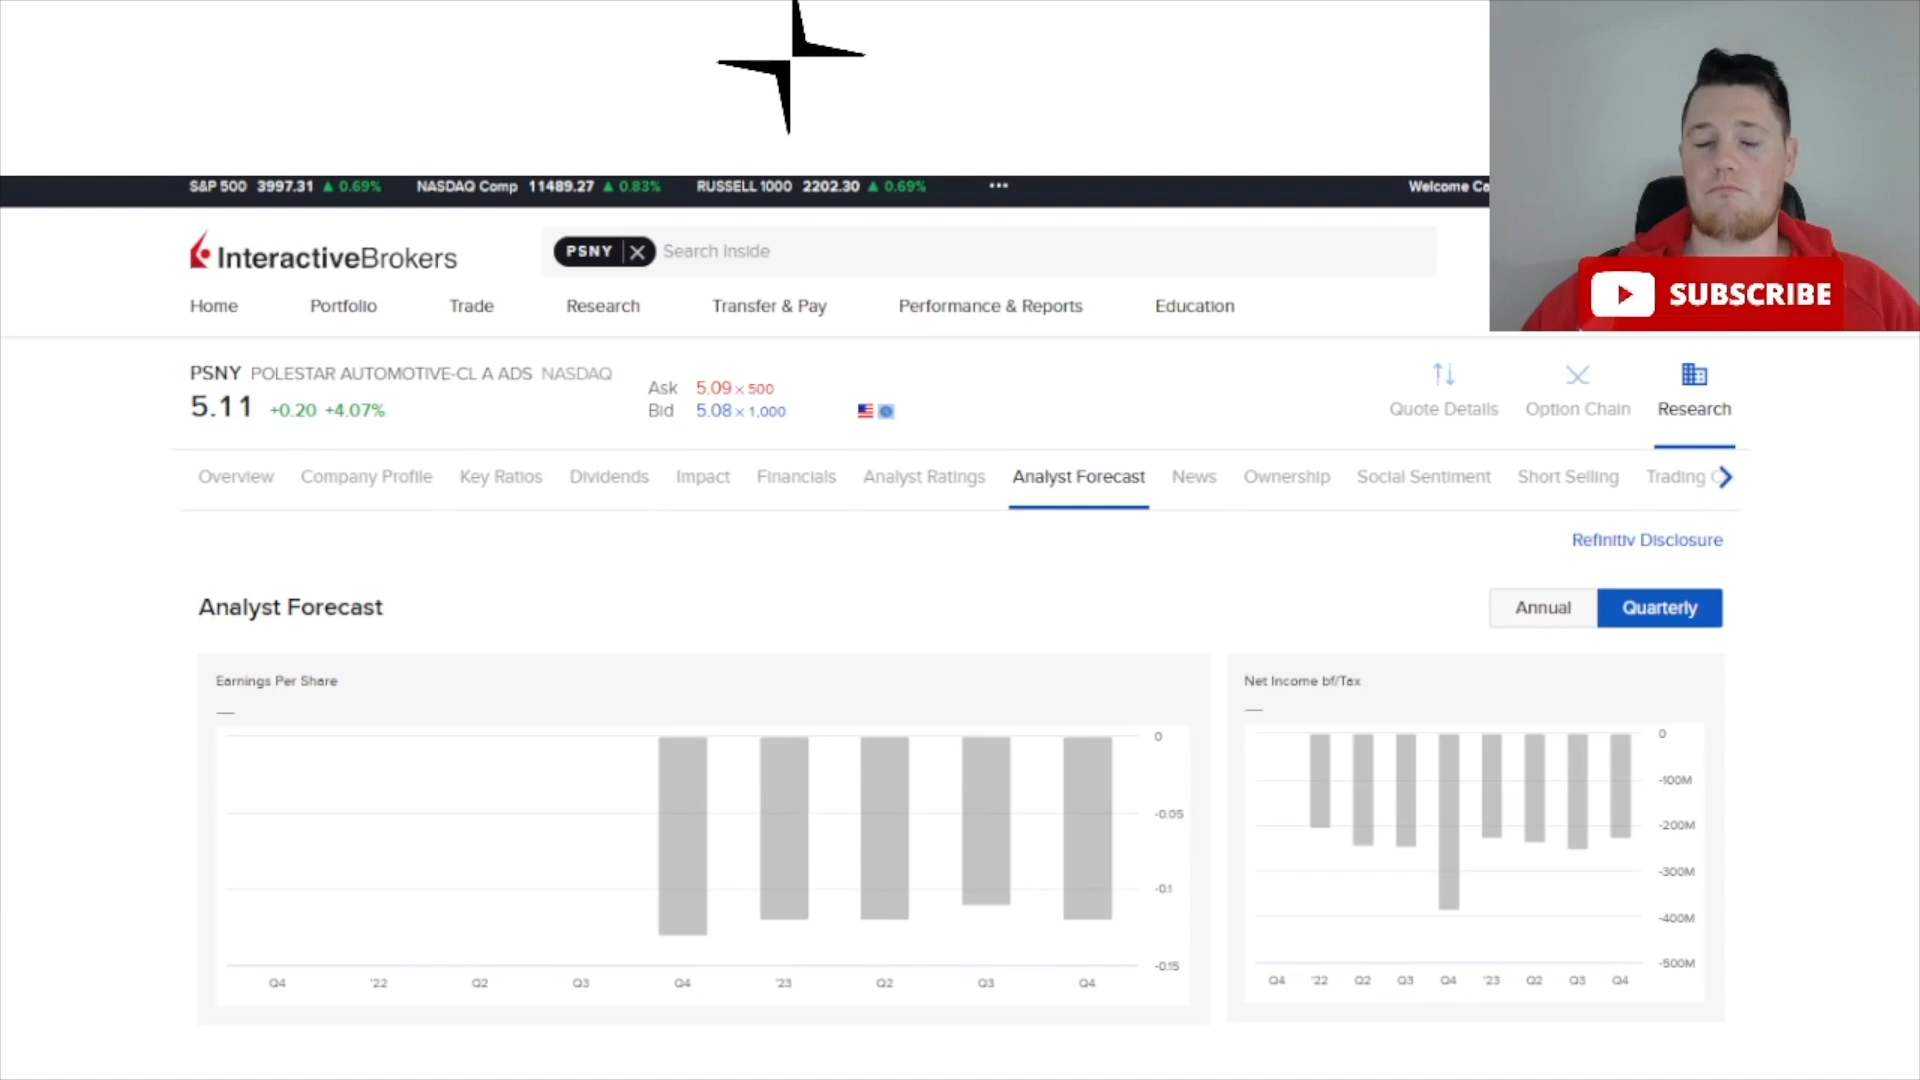 S&P 500 3997.31 ▲ 0.69% NASDAQ Comp 11489.27 ▲ 0.83% RUSSELL 1000 2202.30 ▲ 0.69% ••• Welcome Ca
InteractiveBrokers
PSNY Search Inside
SUBSCRIBE
Home Portfolio Trade Research Transfer & Pay Performance & Reports Education
PSNY POLESTAR AUTOMOTIVE-CL A ADS NASDAQ
5.11 +0.20 +4.07%
Ask 5.09 × 500
Bid 5.08 × 1,000
Quote Details Option Chain Research
Overview Company Profile Key Ratios Dividends Impact Financials Analyst Ratings Analyst Forecast News Ownership Social Sentiment Short Selling Trading
Refinitiv Disclosure
Analyst Forecast
Annual Quarterly
Earnings Per Share
—
0
-0.05
-0.1
-0.15
Q4 '22 Q2 Q3 Q4 '23 Q2 Q3 Q4
Net Income bf/Tax
—
0
-100M
-200M
-300M
-400M
-500M
Q4 '22 Q2 Q3 Q4 '23 Q2 Q3 Q4